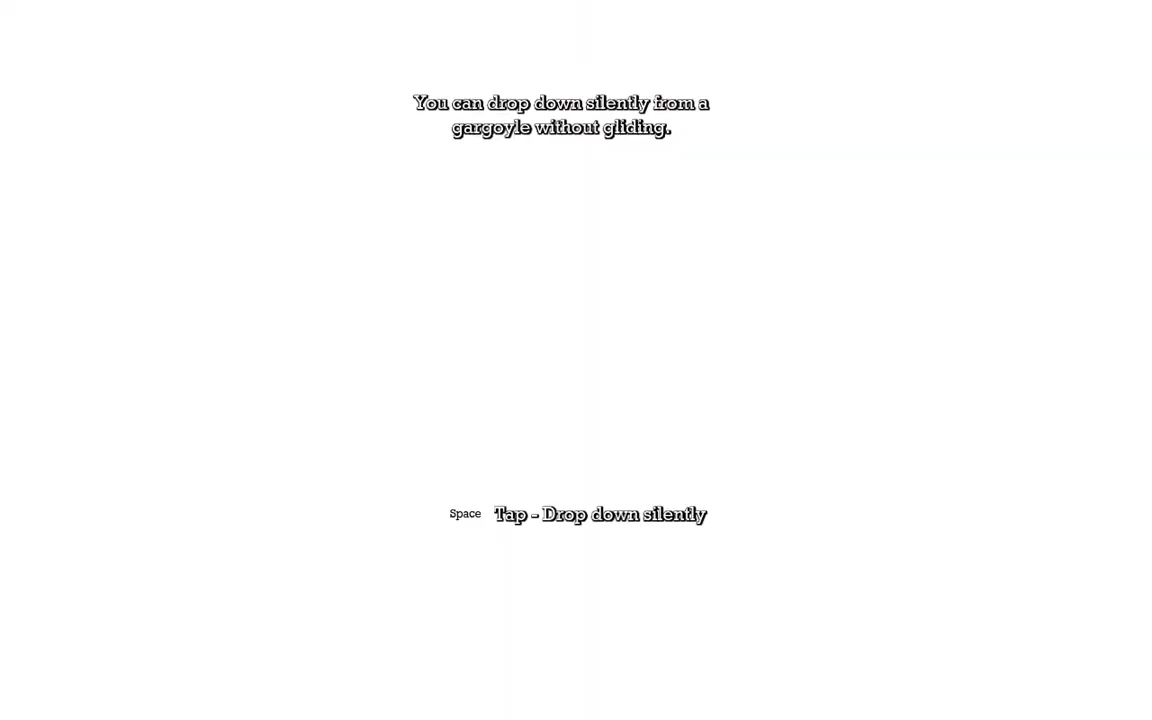 You can drop down silently from a
gargoyle without gliding.
Space Tap - Drop down silently